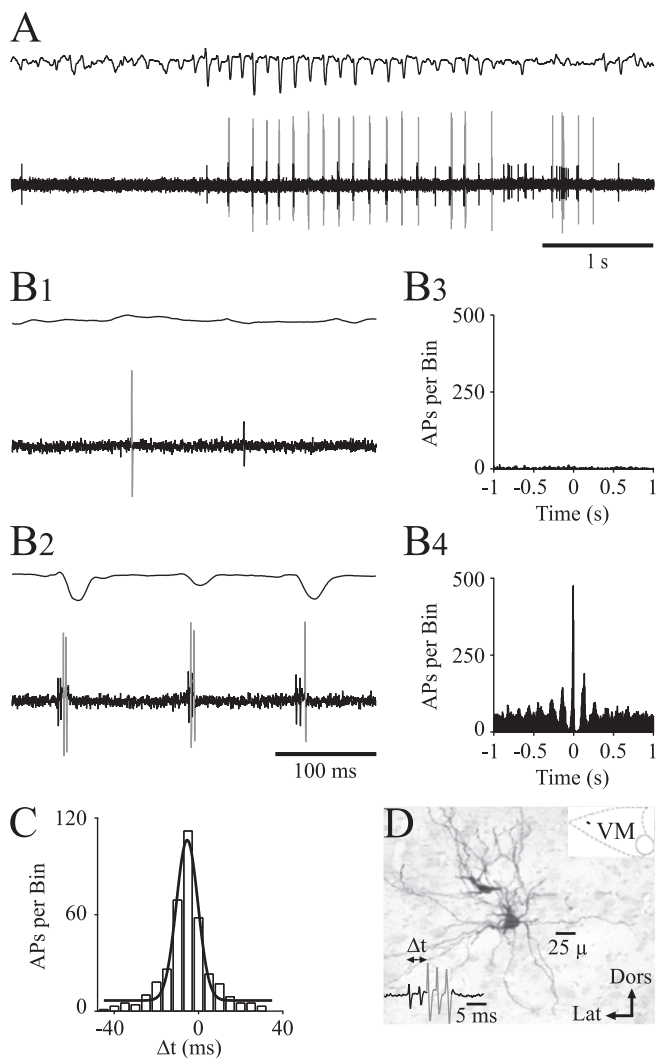 A
1 s
B1
B3
500
250
0
APs per Bin
-1 -0.5 0 0.5 1
Time (s)
B2
B4
500
250
0
APs per Bin
-1 -0.5 0 0.5 1
Time (s)
100 ms
C
120
60
0
APs per Bin
-40 0 40
Δt (ms)
D
VM
25 μ
Δt
5 ms
Dors
Lat